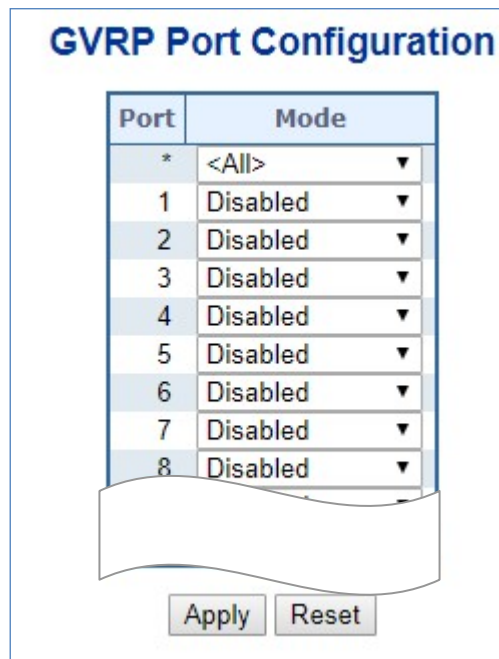 GVRP Port Configuration
Port Mode
* <All>
1 Disabled
2 Disabled
3 Disabled
4 Disabled
5 Disabled
6 Disabled
7 Disabled
8 Disabled
Apply Reset